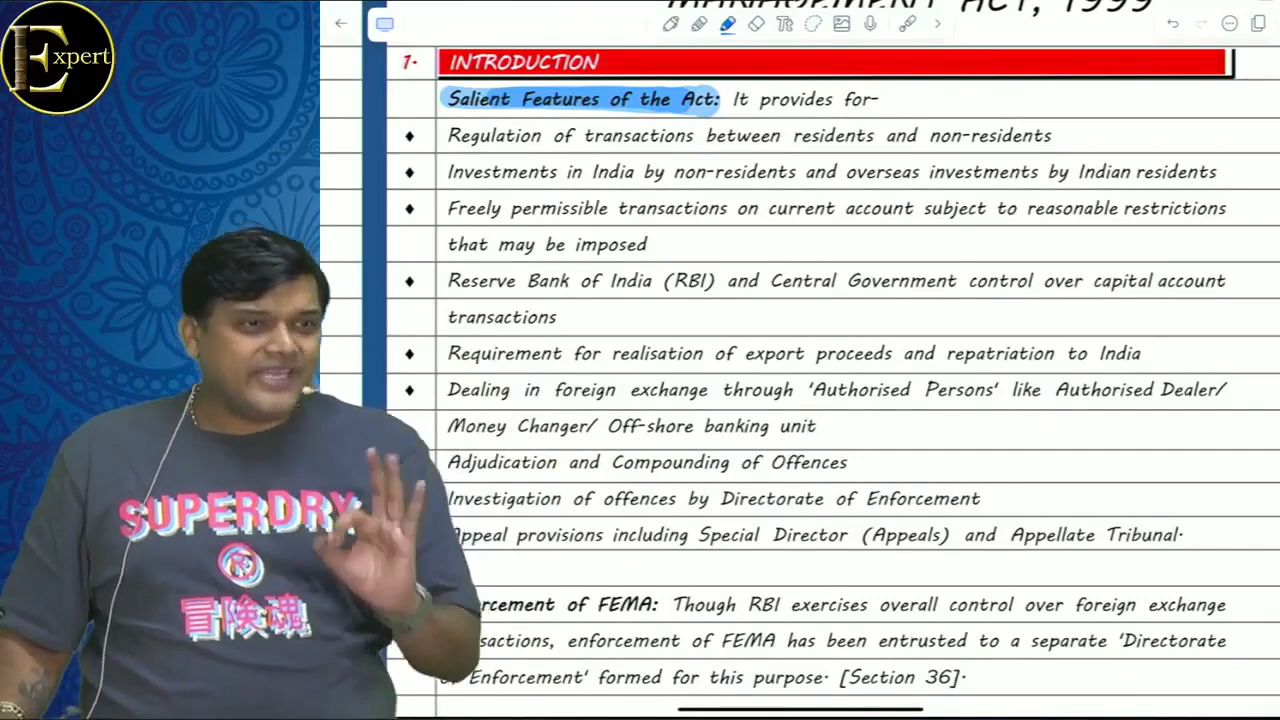 MANAGEMENT ACT, 1999
Expert
1. INTRODUCTION
Salient Features of the Act: It provides for-
♦ Regulation of transactions between residents and non-residents
♦ Investments in India by non-residents and overseas investments by Indian residents
♦ Freely permissible transactions on current account subject to reasonable restrictions
that may be imposed
♦ Reserve Bank of India (RBI) and Central Government control over capital account
transactions
♦ Requirement for realisation of export proceeds and repatriation to India
♦ Dealing in foreign exchange through 'Authorised Persons' like Authorised Dealer/
Money Changer/ Off-shore banking unit
Adjudication and Compounding of Offences
Investigation of offences by Directorate of Enforcement
Appeal provisions including Special Director (Appeals) and Appellate Tribunal.
rcement of FEMA: Though RBI exercises overall control over foreign exchange
sactions, enforcement of FEMA has been entrusted to a separate 'Directorate
Enforcement' formed for this purpose. [Section 36].
SUPERDRY
R
冒険魂